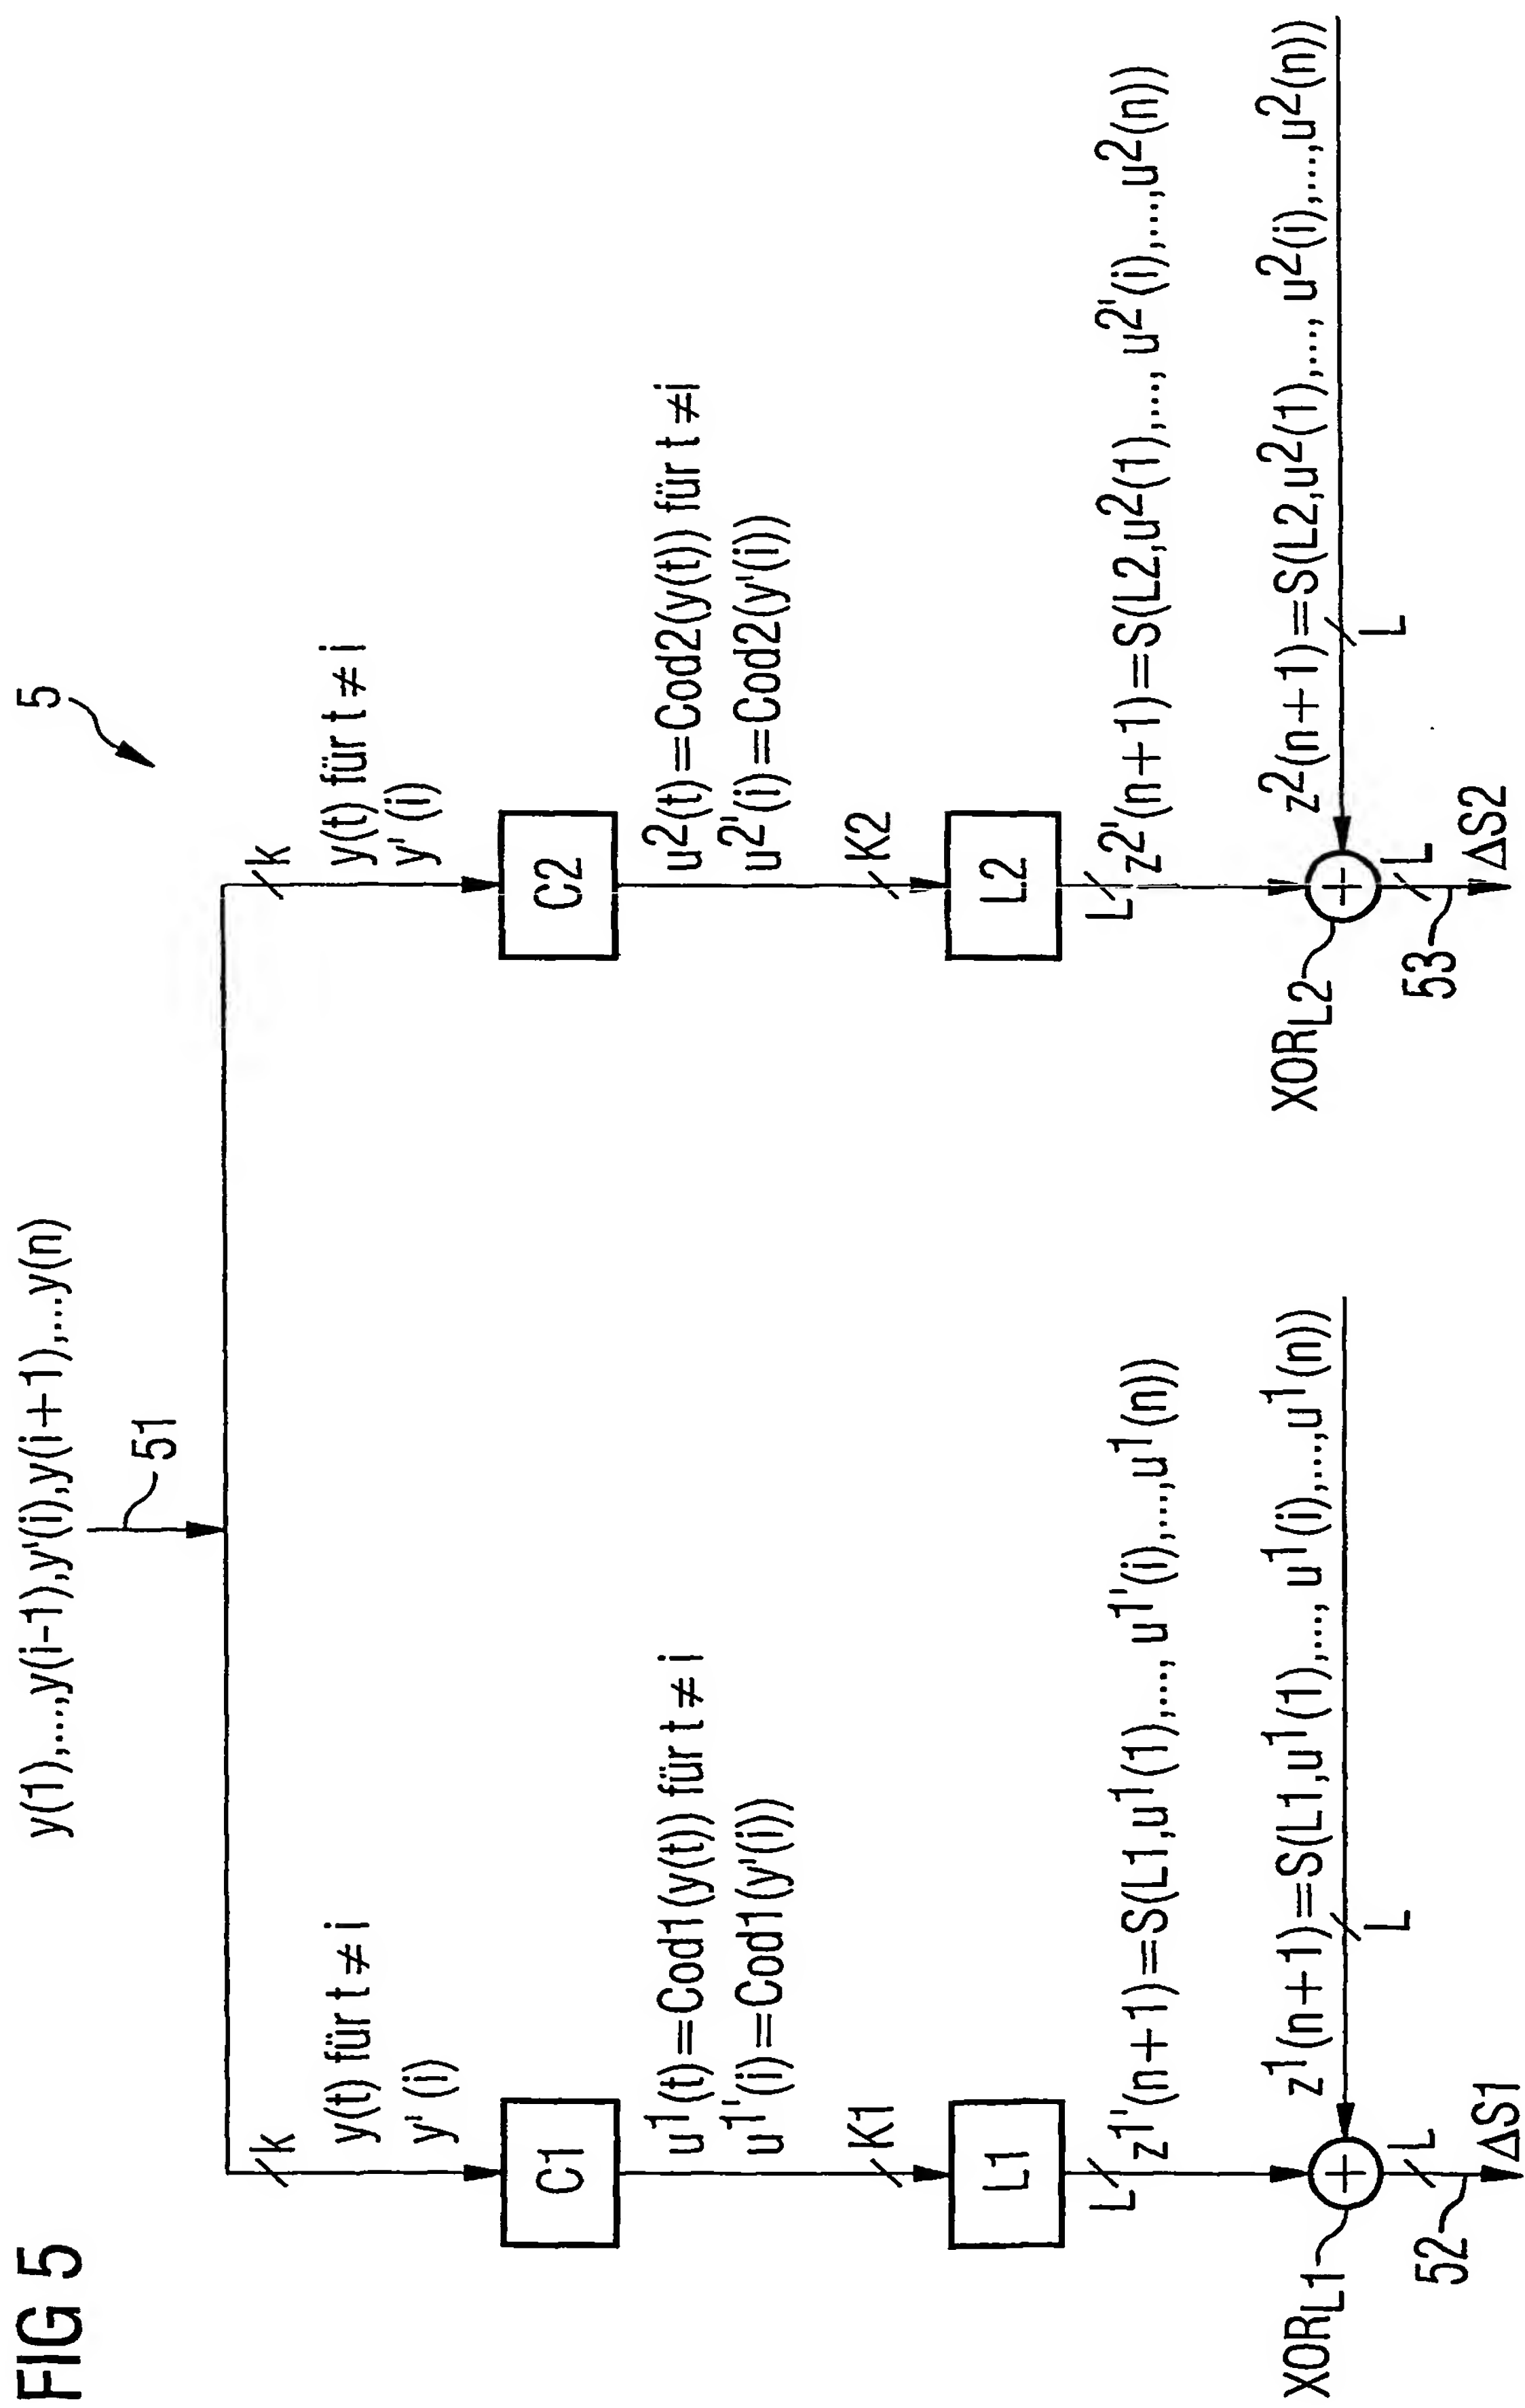 FIG 5
5
y(1),...,y(i-1),y'(i),y(i+1),...y(n)
51
k
y(t) für t ≠ i
y'(i)
k
y(t) für t ≠ i
y'(i)
C1
C2
u¹(t)=Cod1(y(t)) für t ≠ i
u¹'(i)=Cod1(y'(i))
u²(t)=Cod2(y(t)) für t ≠ i
u²'(i)=Cod2(y'(i))
K1
K2
L1
L2
L
z¹'(n+1)=S(L1,u¹(1),..., u¹'(i),...,u¹(n))
L
z²'(n+1)=S(L2,u²(1),..., u²'(i),...,u²(n))
z¹(n+1)=S(L1,u¹(1),..., u¹(i),...,u¹(n))
L
z²(n+1)=S(L2,u²(1),..., u²(i),...,u²(n))
L
XOR_L1
L
52
ΔS1
XOR_L2
L
53
ΔS2